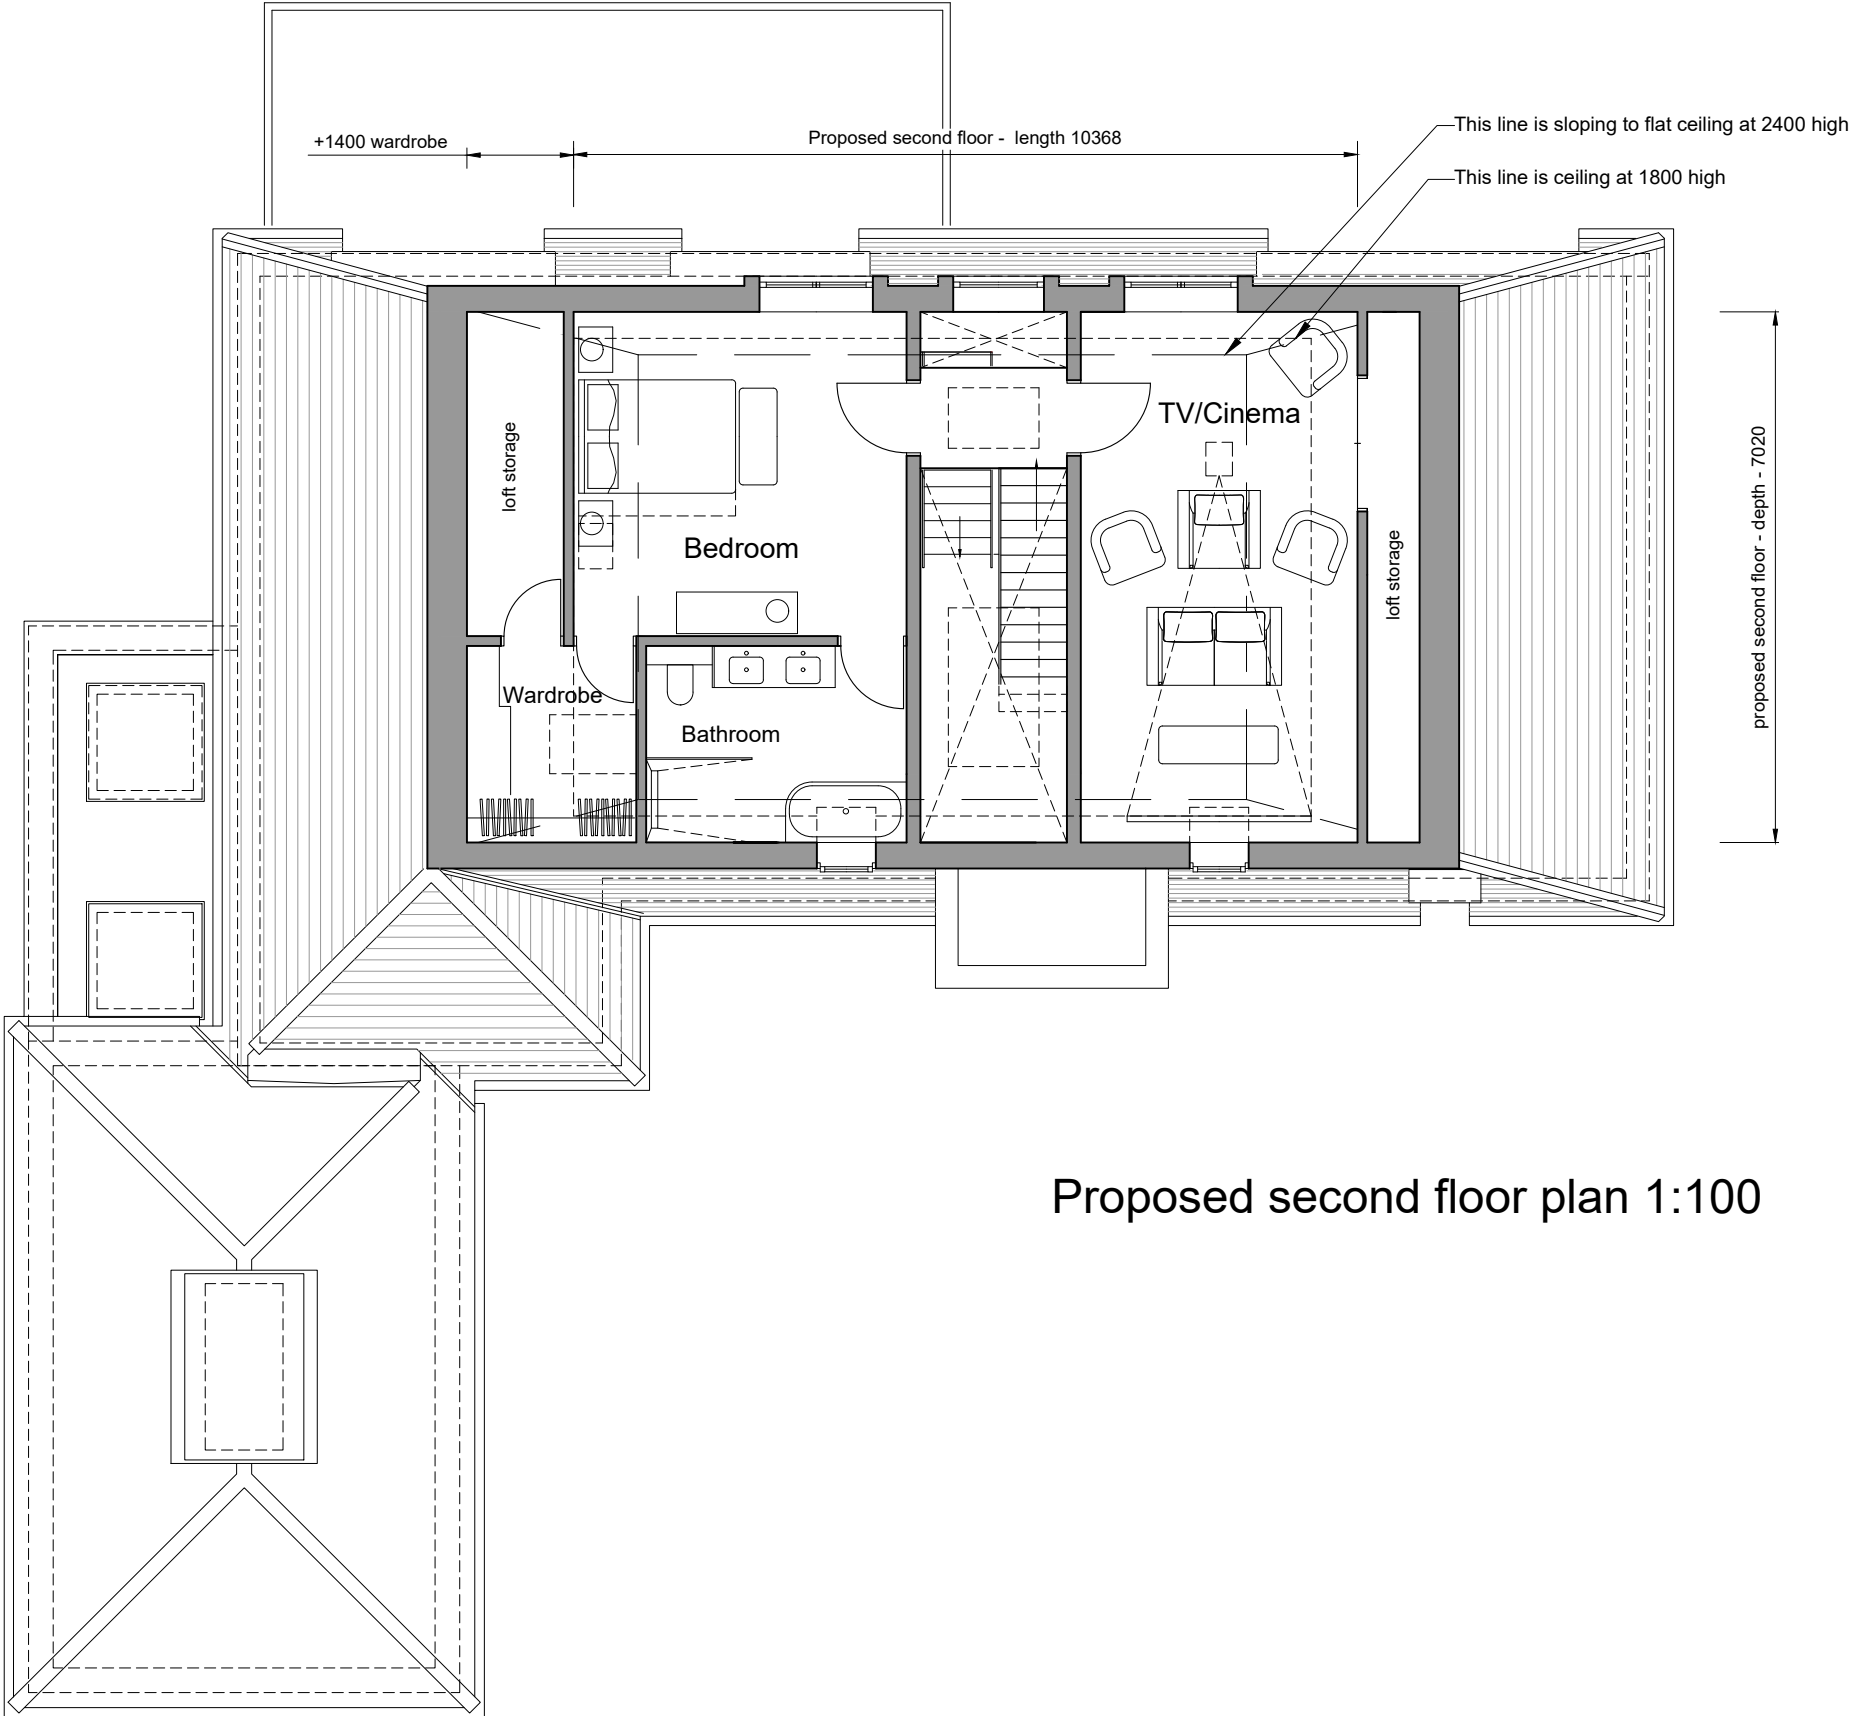 +1400 wardrobe
Proposed second floor - length 10368
This line is sloping to flat ceiling at 2400 high
This line is ceiling at 1800 high
TV/Cinema
loft storage
Bedroom
loft storage
proposed second floor - depth - 7020
Wardrobe
Bathroom
Proposed second floor plan 1:100